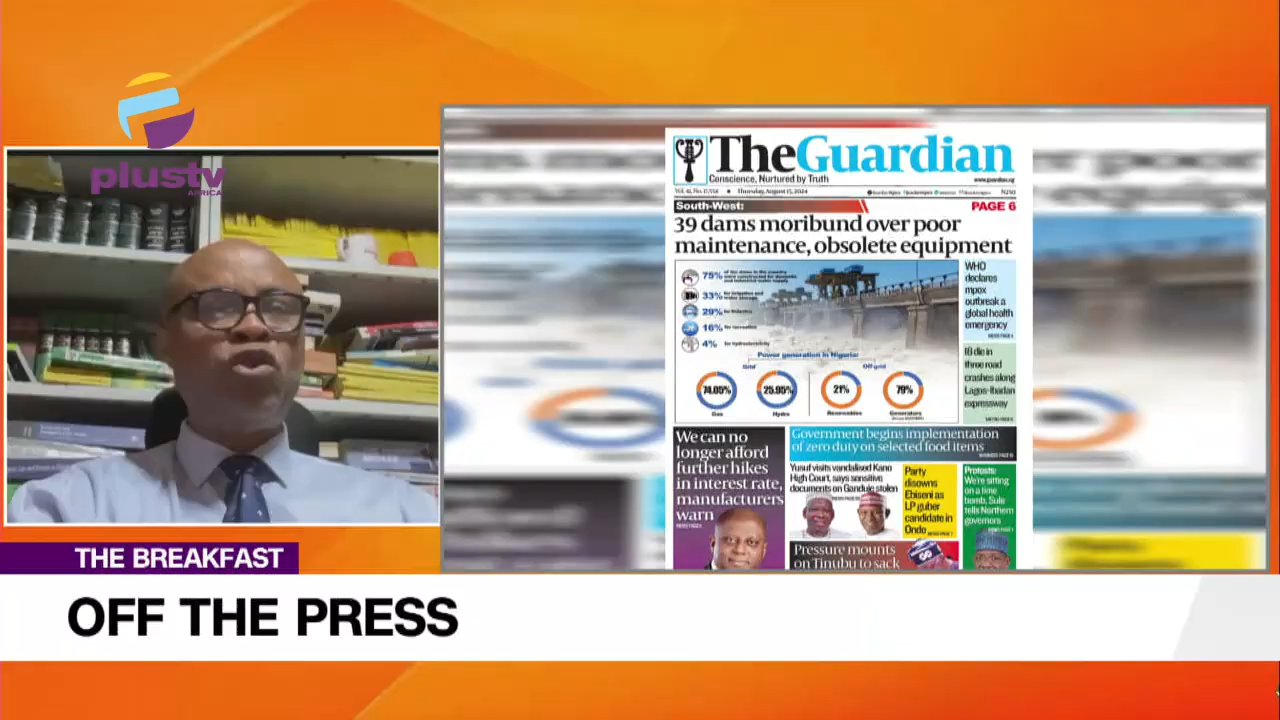 plustv
AFRICA
TheGuardian
Conscience, Nurtured by Truth
www.guardian.ng
Thursday, August 15, 2024
N250
South-West:
PAGE 6
39 dams moribund over poor
maintenance, obsolete equipment
75%
33%
29%
16%
4%
for hydroelectricity
Power generation in Nigeria:
Grid
Off-grid
74.05%
25.95%
21%
79%
Gas
Hydro
Renewables
Generators
WHO
declares
mpox
outbreak a
global health
emergency
18 die in
three road
crashes along
Lagos-Ibadan
expressway
We can no
longer afford
further hikes
in interest rate,
manufacturers
warn
Government begins implementation
of zero duty on selected food items
Yusuf visits vandalised Kano
High Court, says sensitive
documents on Ganduje stolen
Party
disowns
Ebiseni as
LP guber
candidate in
Ondo
Protests:
We're sitting
on a time
bomb, Sule
tells Northern
governors
Pressure mounts
on Tinubu to sack
THE BREAKFAST
OFF THE PRESS